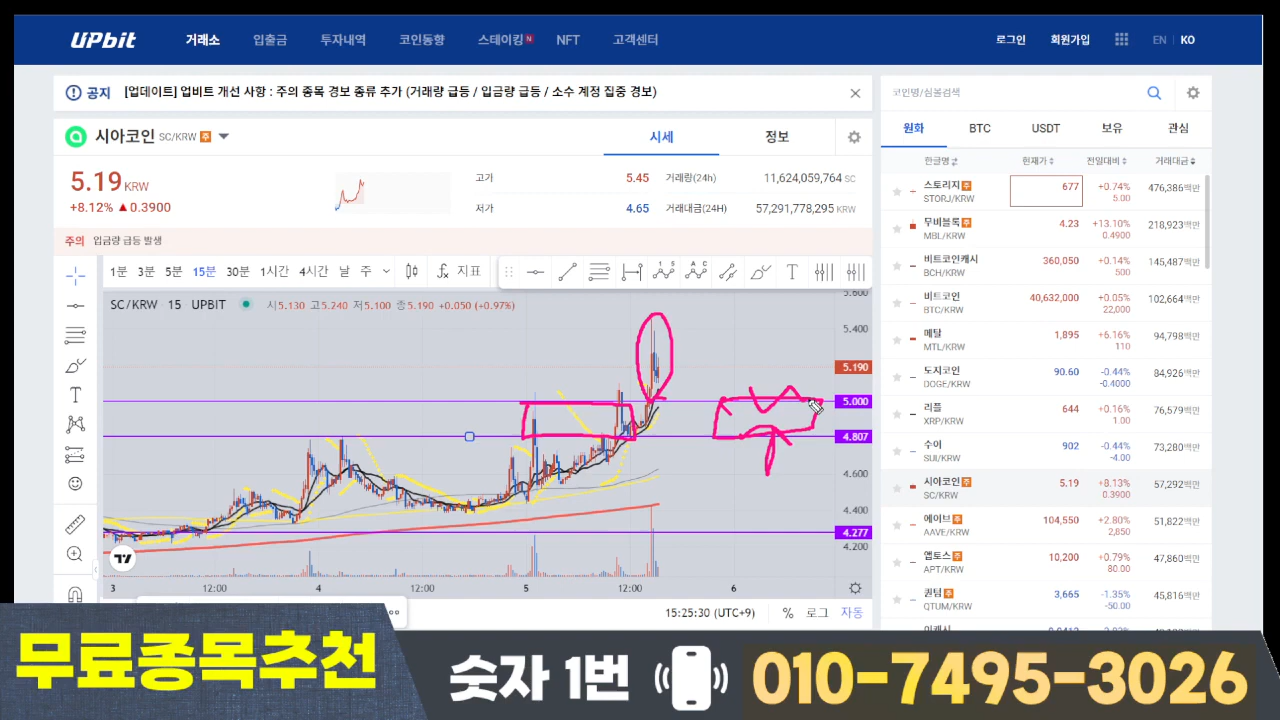 UPbit 거래소 입출금 투자내역 코인동향 스테이킹 N NFT 고객센터 로그인 회원가입 EN KO
공지 [업데이트] 업비트 개선 사항 : 주의 종목 경보 종류 추가 (거래량 급등 / 입금량 급등 / 소수 계정 집중 경보)
시아코인 SC/KRW 주 시세 정보
5.19 KRW
+8.12% ▲0.3900
고가 5.45 거래량(24h) 11,624,059,764 SC
저가 4.65 거래대금(24H) 57,291,778,295 KRW
주의 입금량 급등 발생
1분 3분 5분 15분 30분 1시간 4시간 날 주 지표
SC/KRW 15 UPBIT 시5.130 고5.240 저5.100 종5.190 +0.050 (+0.97%)
5.600
5.400
5.190
5.000
4.807
4.600
4.400
4.277
4.200
3 12:00 4 12:00 5 12:00 6
15:25:30 (UTC+9) % 로그 자동
코인명/심볼검색
원화 BTC USDT 보유 관심
한글명 현재가 전일대비 거래대금
스토리지 주 677 +0.74% 476,386백만
STORJ/KRW 5.00
무비블록 주 4.23 +13.10% 218,923백만
MBL/KRW 0.4900
비트코인캐시 360,050 +0.14% 145,487백만
BCH/KRW 500
비트코인 40,632,000 +0.05% 102,664백만
BTC/KRW 22,000
메탈 1,895 +6.16% 94,798백만
MTL/KRW 110
도지코인 90.60 -0.44% 84,926백만
DOGE/KRW -0.4000
리플 644 +0.16% 76,579백만
XRP/KRW 1.00
수이 902 -0.44% 73,280백만
SUI/KRW -4.00
시아코인 주 5.19 +8.13% 57,292백만
SC/KRW 0.3900
에이브 주 104,550 +2.80% 51,822백만
AAVE/KRW 2,850
앱토스 주 10,200 +0.79% 47,860백만
APT/KRW 80.00
퀀텀 주 3,665 -1.35% 45,816백만
QTUM/KRW -50.00
무료종목추천
숫자 1번 010-7495-3026